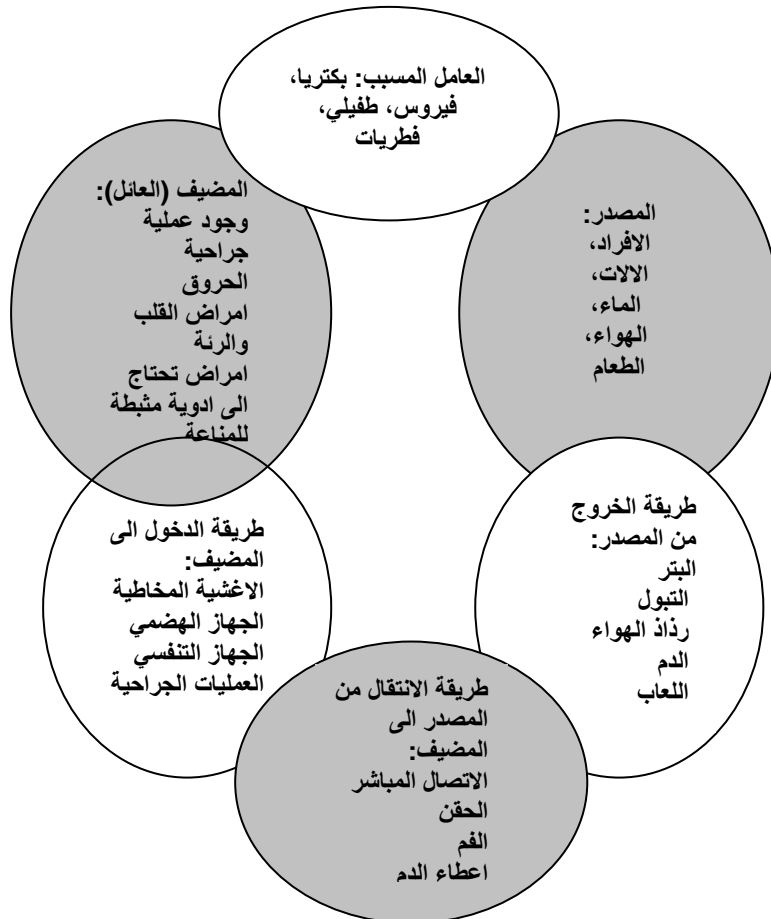 العامل المسبب: بكتريا،
فيروس، طفيلي،
فطريات
المصدر:
الافراد،
الالات،
الماء،
الهواء،
الطعام
طريقة الخروج
من المصدر:
البتر
التبول
رذاذ الهواء
الدم
اللعاب
طريقة الانتقال من
المصدر الى
المضيف:
الاتصال المباشر
الحقن
الفم
اعطاء الدم
طريقة الدخول الى
المضيف:
الاغشية المخاطية
الجهاز الهضمي
الجهاز التنفسي
العمليات الجراحية
المضيف (العائل):
وجود عملية
جراحية
الحروق
امراض القلب
والرئة
امراض تحتاج
الى ادوية مثبطة
للمناعة